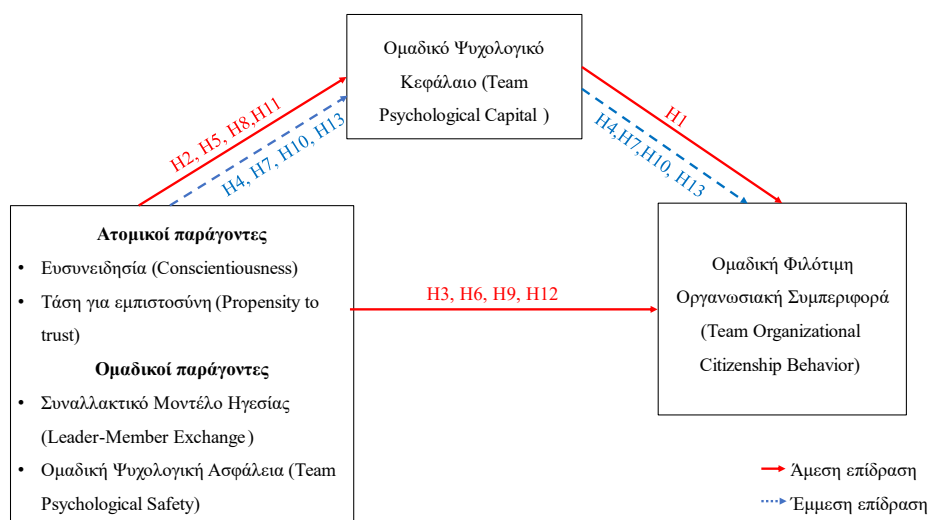 Ομαδικό Ψυχολογικό
Κεφάλαιο (Team
Psychological Capital )
H2, H5, H8,H11
H4, H7, H10, H13
H1
H4,H7,H10, H13
Ατομικοί παράγοντες
• Ευσυνειδησία (Conscientiousness)
• Τάση για εμπιστοσύνη (Propensity to
trust)
Ομαδικοί παράγοντες
• Συναλλακτικό Μοντέλο Ηγεσίας
(Leader-Member Exchange )
• Ομαδική Ψυχολογική Ασφάλεια (Team
Psychological Safety)
H3, H6, H9, H12
Ομαδική Φιλότιμη
Οργανωσιακή Συμπεριφορά
(Team Organizational
Citizenship Behavior)
Άμεση επίδραση
Έμμεση επίδραση